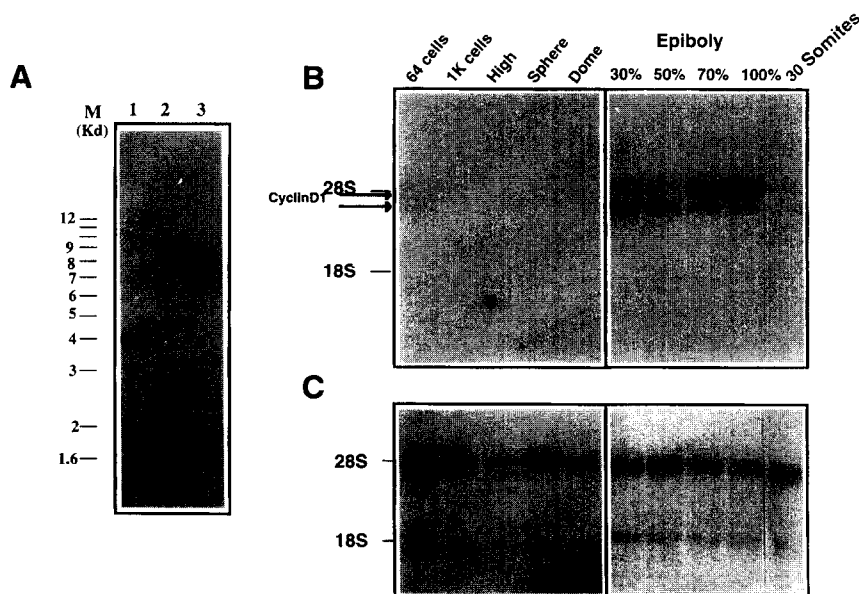 A
M
(Kd)
1 2 3
12
9
8
7
6
5
4
3
2
1.6
B
64 cells
1K cells
High
Sphere
Dome
Epiboly
30% 50% 70% 100% 30 Somites
28S
CyclinD1
18S
C
28S
18S